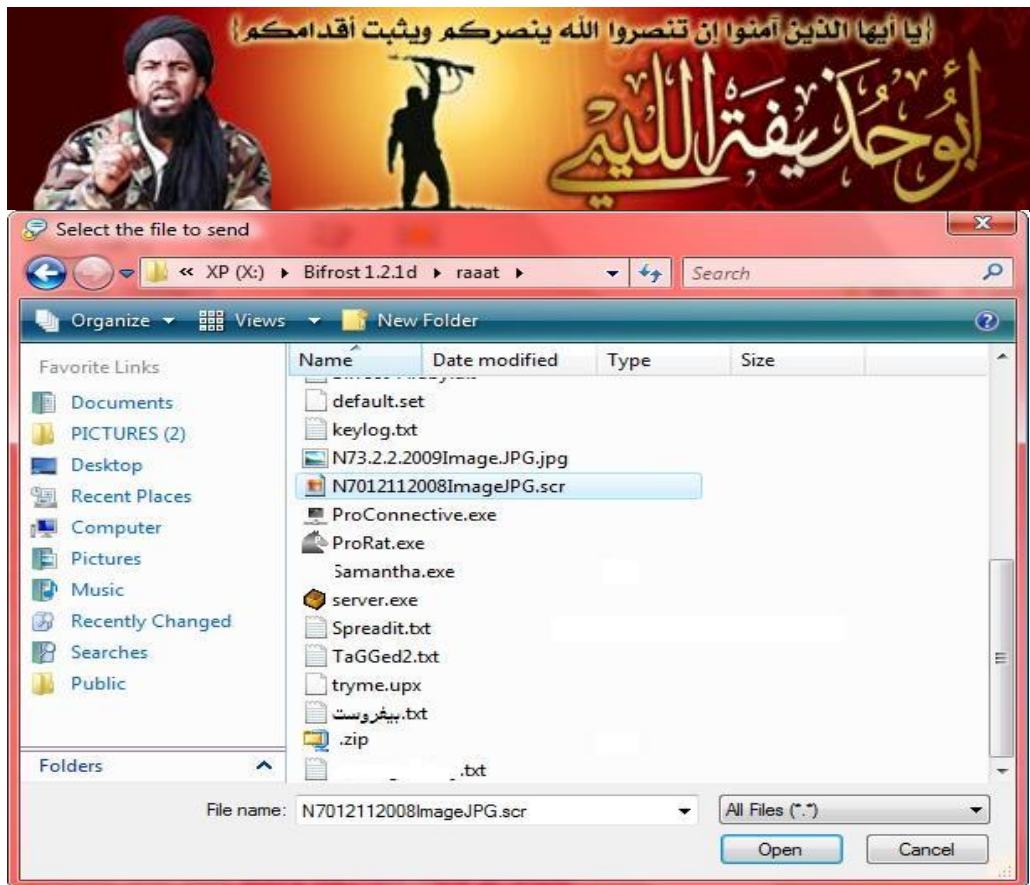 {يا أيها الذين آمنوا إن تنصروا الله ينصركم ويثبت أقدامكم}
أبو حذيفة الليبي
Select the file to send
« XP (X:) Bifrost 1.2.1d raaat
Search
Organize Views New Folder
Favorite Links
Documents
PICTURES (2)
Desktop
Recent Places
Computer
Pictures
Music
Recently Changed
Searches
Public
Folders
Name Date modified Type Size
default.set
keylog.txt
N73.2.2.2009Image.JPG.jpg
N7012112008ImageJPG.scr
ProConnective.exe
ProRat.exe
Samantha.exe
server.exe
Spreadit.txt
TaGGed2.txt
tryme.upx
بيفروست.txt
.zip
.txt
File name: N7012112008ImageJPG.scr
All Files (*.*)
Open Cancel